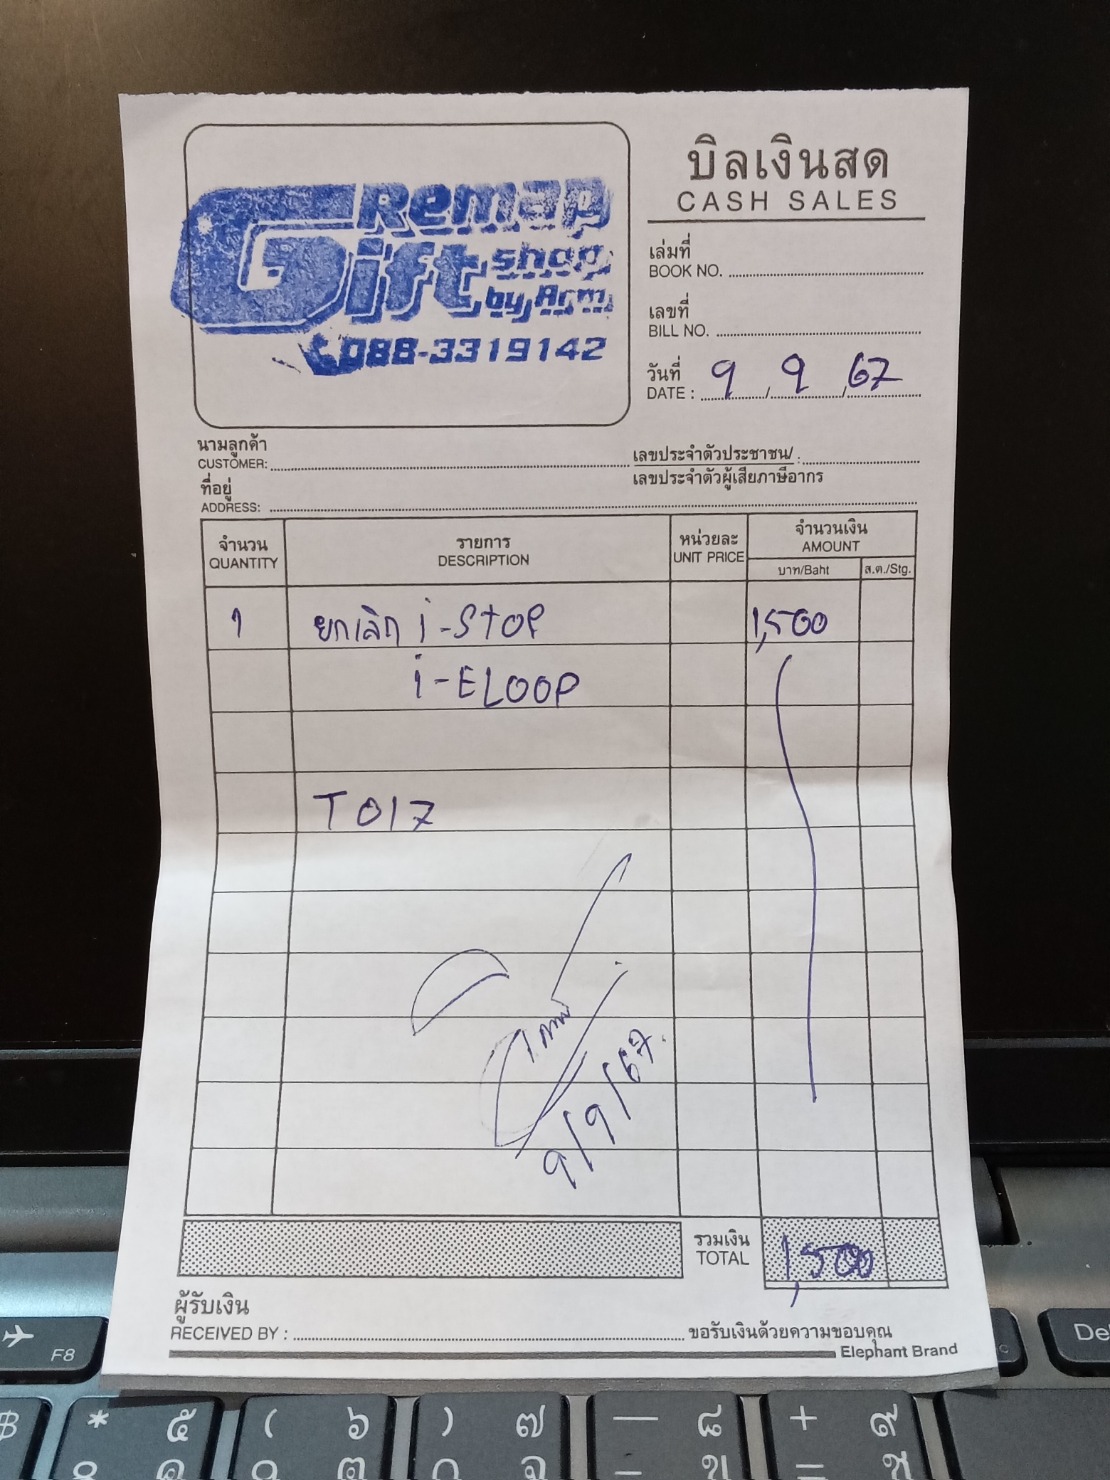 Remap
Gift shop
by Arm
088-3319142
บิลเงินสด
CASH SALES
เล่มที่
BOOK NO.
เลขที่
BILL NO.
วันที่
DATE : 9 / 9 / 67
นามลูกค้า
CUSTOMER:
เลขประจำตัวประชาชน/ :
เลขประจำตัวผู้เสียภาษีอากร
ที่อยู่
ADDRESS:
จำนวน
QUANTITY
รายการ
DESCRIPTION
หน่วยละ
UNIT PRICE
จำนวนเงิน
AMOUNT
บาท/Baht ส.ต./Stg.
1 ยกเลิก i-STOP 1,500
i-ELOOP
T017
9/9/67.
รวมเงิน
TOTAL
1,500
ผู้รับเงิน
RECEIVED BY :
ขอรับเงินด้วยความขอบคุณ
Elephant Brand
F8
De
* ๕
( ๖
) ๗
— ๘
+ ๙